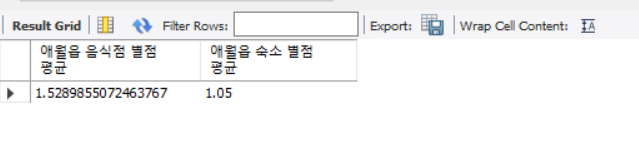 Result Grid Filter Rows: Export: Wrap Cell Content: IA
애월읍 음식점 별점 평균 애월읍 숙소 별점 평균
1.5289855072463767 1.05